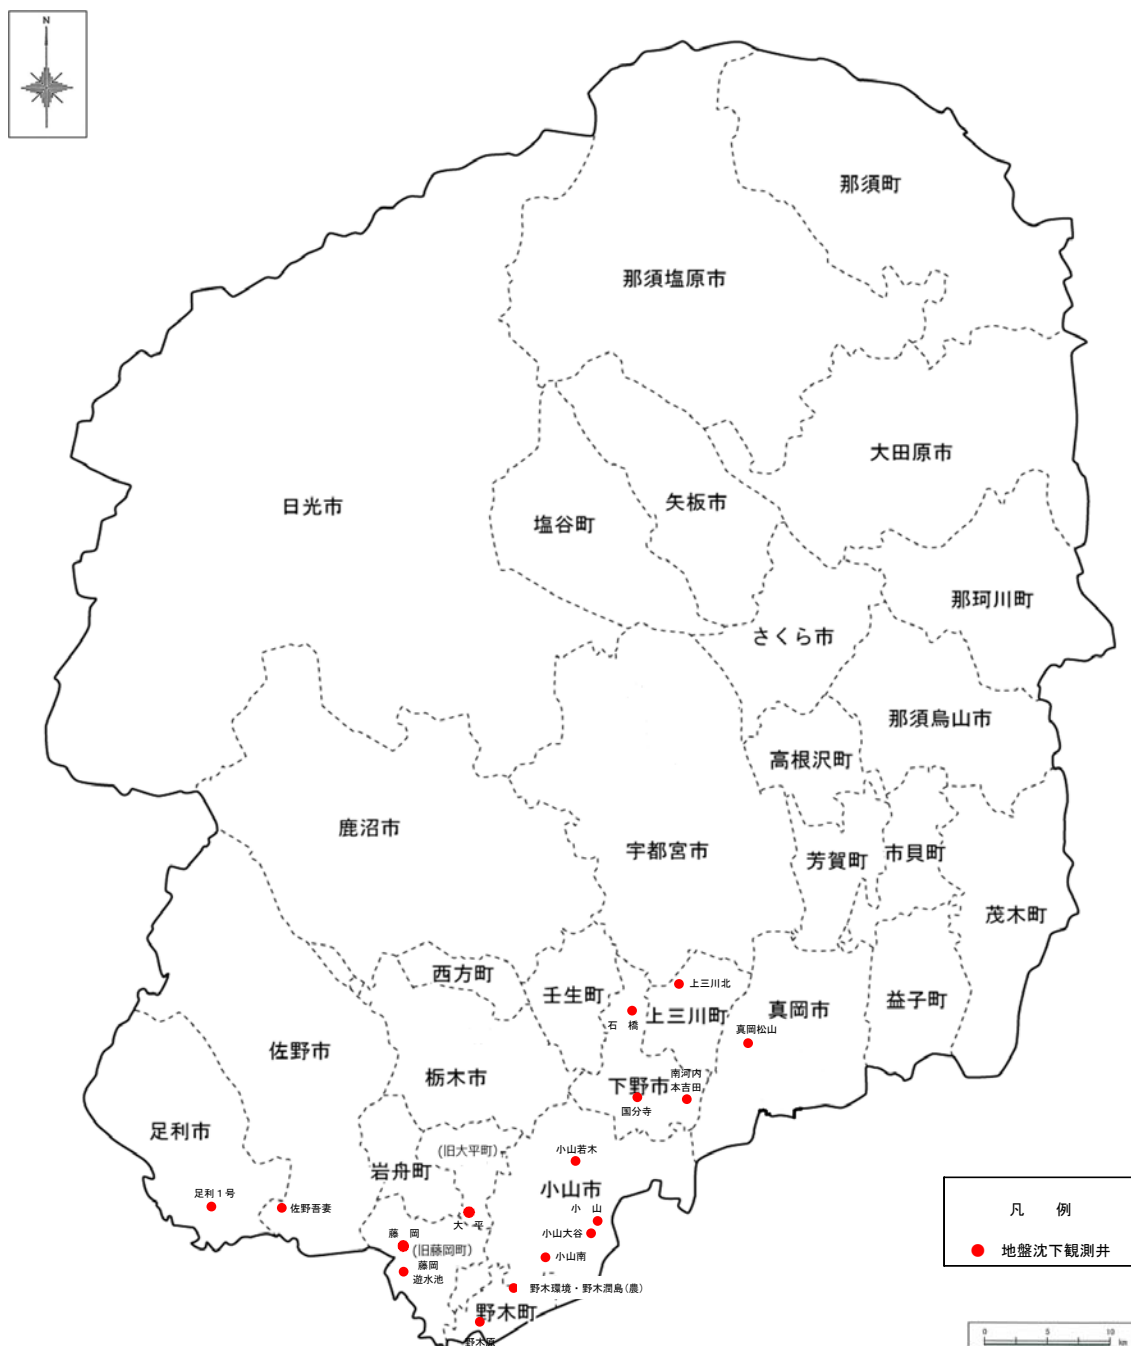 N
那須町
那須塩原市
大田原市
矢板市
日光市
塩谷町
那珂川町
さくら市
那須烏山市
高根沢町
鹿沼市
宇都宮市
芳賀町
市貝町
茂木町
西方町
壬生町
上三川北
上三川町
真岡市
益子町
石 橋
真岡松山
佐野市
栃木市
下野市
南河内
本吉田
国分寺
足利市
(旧大平町)
小山若木
岩舟町
小山市
足利1号
佐野吾妻
大 平
小 山
小山大谷
藤 岡
(旧藤岡町)
小山南
藤岡
遊水池
野木環境・野木潤島(農)
野木町
野木原
凡 例
地盤沈下観測井
0 5 10
km